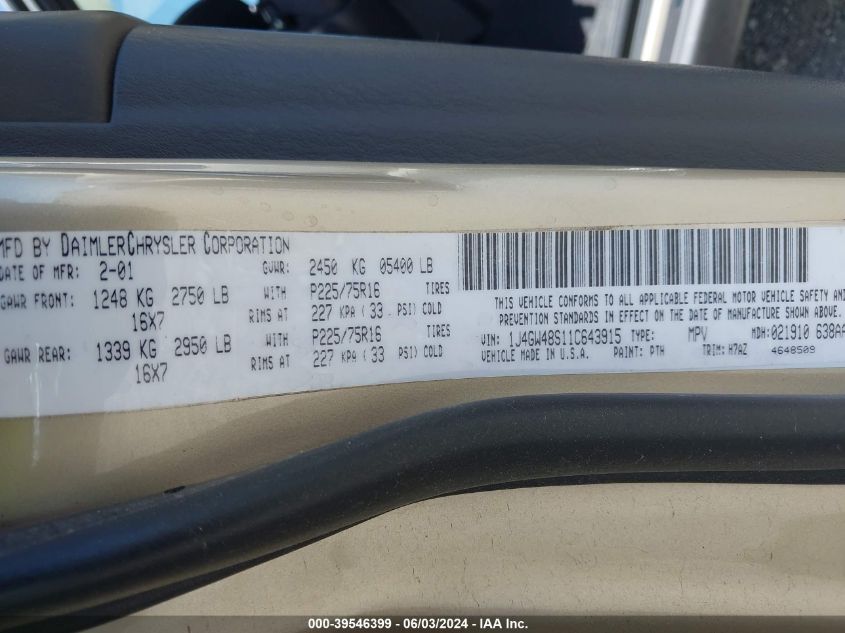 MFD BY DAIMLERCHRYSLER CORPORATION
DATE OF MFR: 2-01 GVWR: 2450 KG 05400 LB
GAWR FRONT: 1248 KG 2750 LB WITH P225/75R16 TIRES
16X7 RIMS AT 227 KPA ( 33 PSI) COLD
GAWR REAR: 1339 KG 2950 LB WITH P225/75R16 TIRES
16X7 RIMS AT 227 KPA ( 33 PSI) COLD
THIS VEHICLE CONFORMS TO ALL APPLICABLE FEDERAL MOTOR VEHICLE SAFETY AND
PREVENTION STANDARDS IN EFFECT ON THE DATE OF MANUFACTURE SHOWN ABOVE.
VIN: 1J4GW48S11C643915 TYPE: MPV MDH: 021910 638AA
VEHICLE MADE IN U.S.A. PAINT: PTH TRIM: H7AZ 4648509
000-39546399 - 06/03/2024 - IAA Inc.